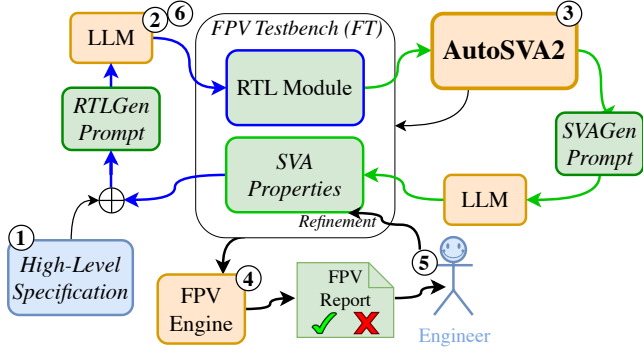 ② ⑥
LLM
FPV Testbench (FT)
③
AutoSVA2
RTL Module
RTLGen
Prompt
SVAGen
Prompt
SVA
Properties
LLM
Refinement
①
High-Level
Specification
④
FPV
Engine
FPV
Report
⑤
Engineer